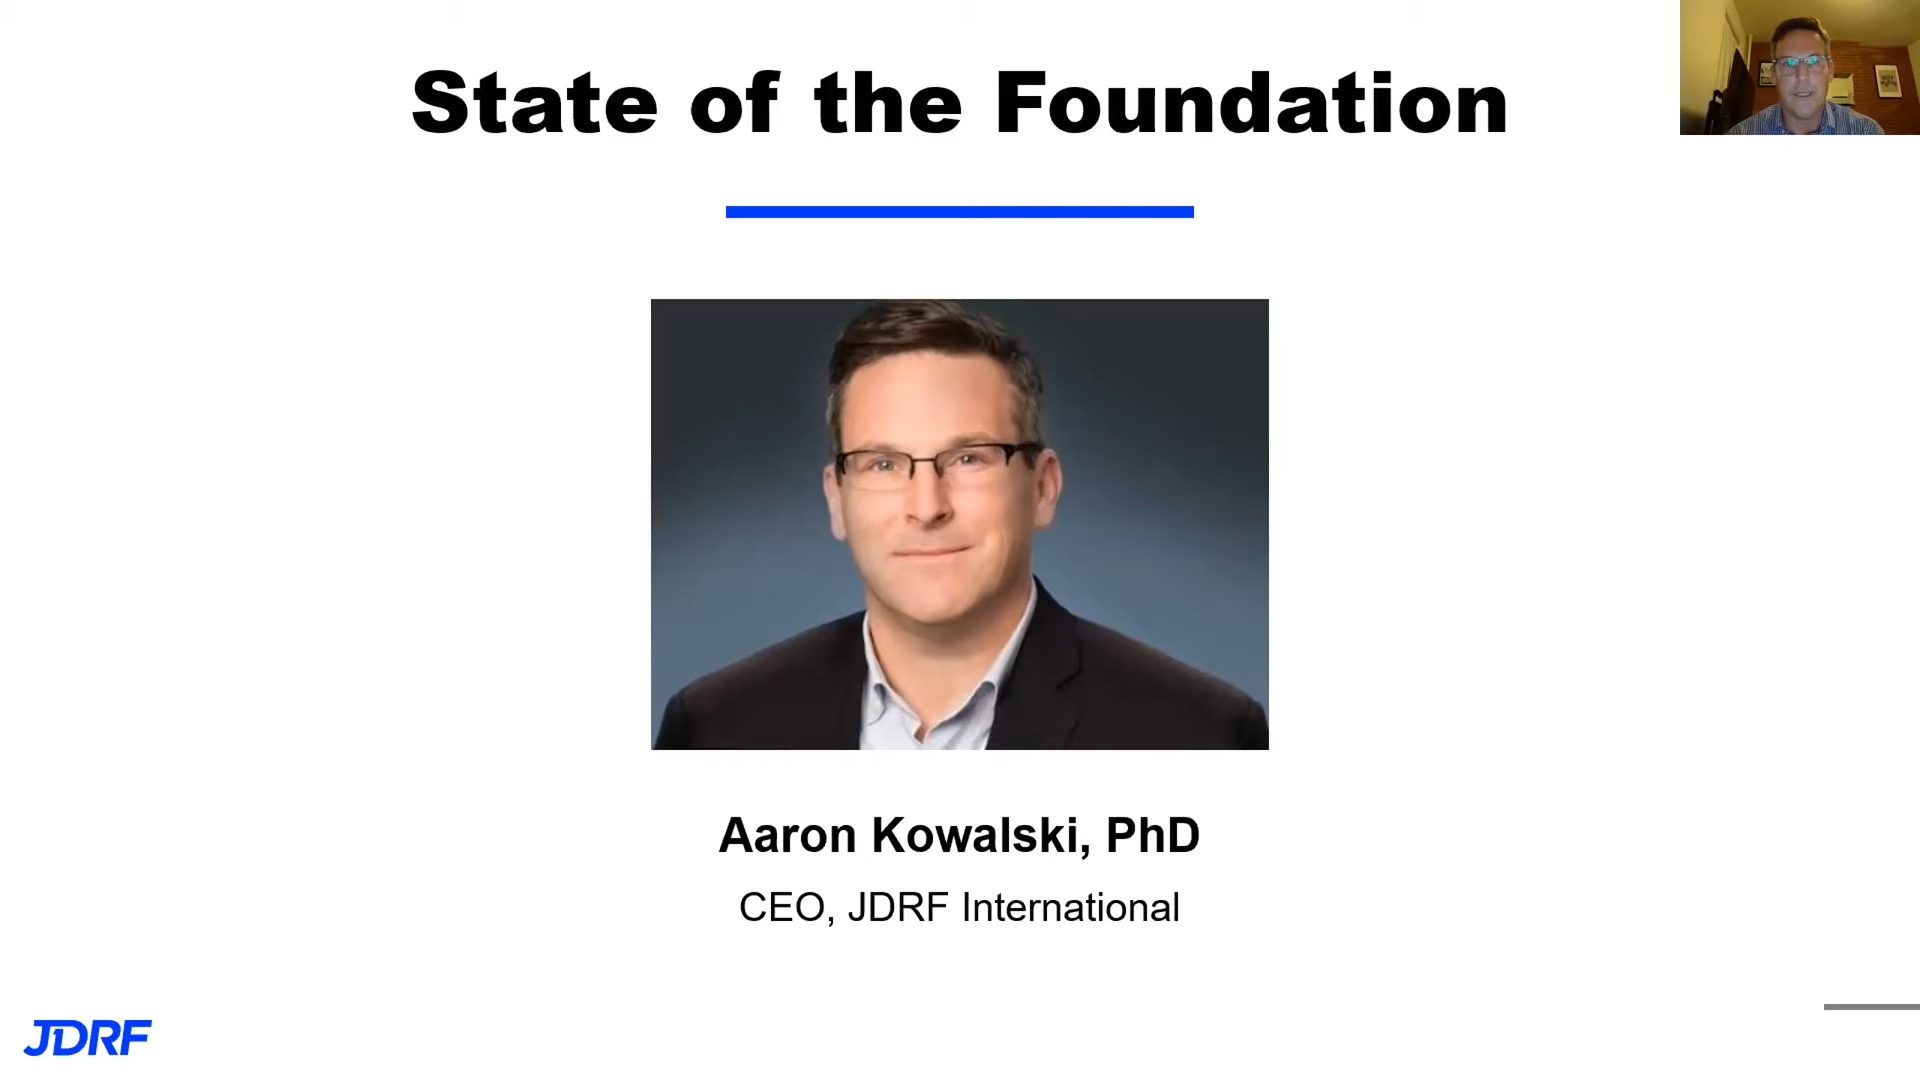 State of the Foundation
Aaron Kowalski, PhD
CEO, JDRF International
JDRF